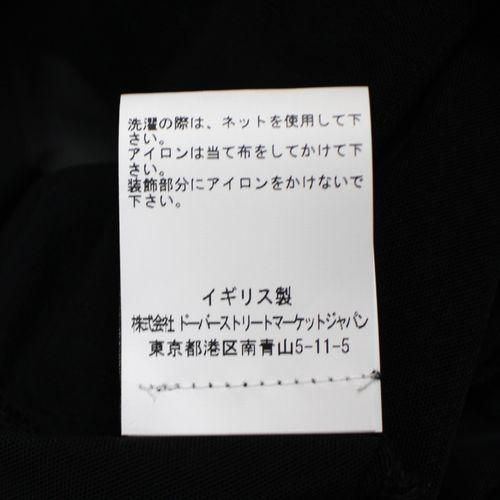 洗濯の際は、ネットを使用して下
さい。
アイロンは当て布をしてかけて下
さい。
装飾部分にアイロンをかけないで
下さい。
イギリス製
株式会社 ドーバーストリートマーケットジャパン
東京都港区南青山5-11-5